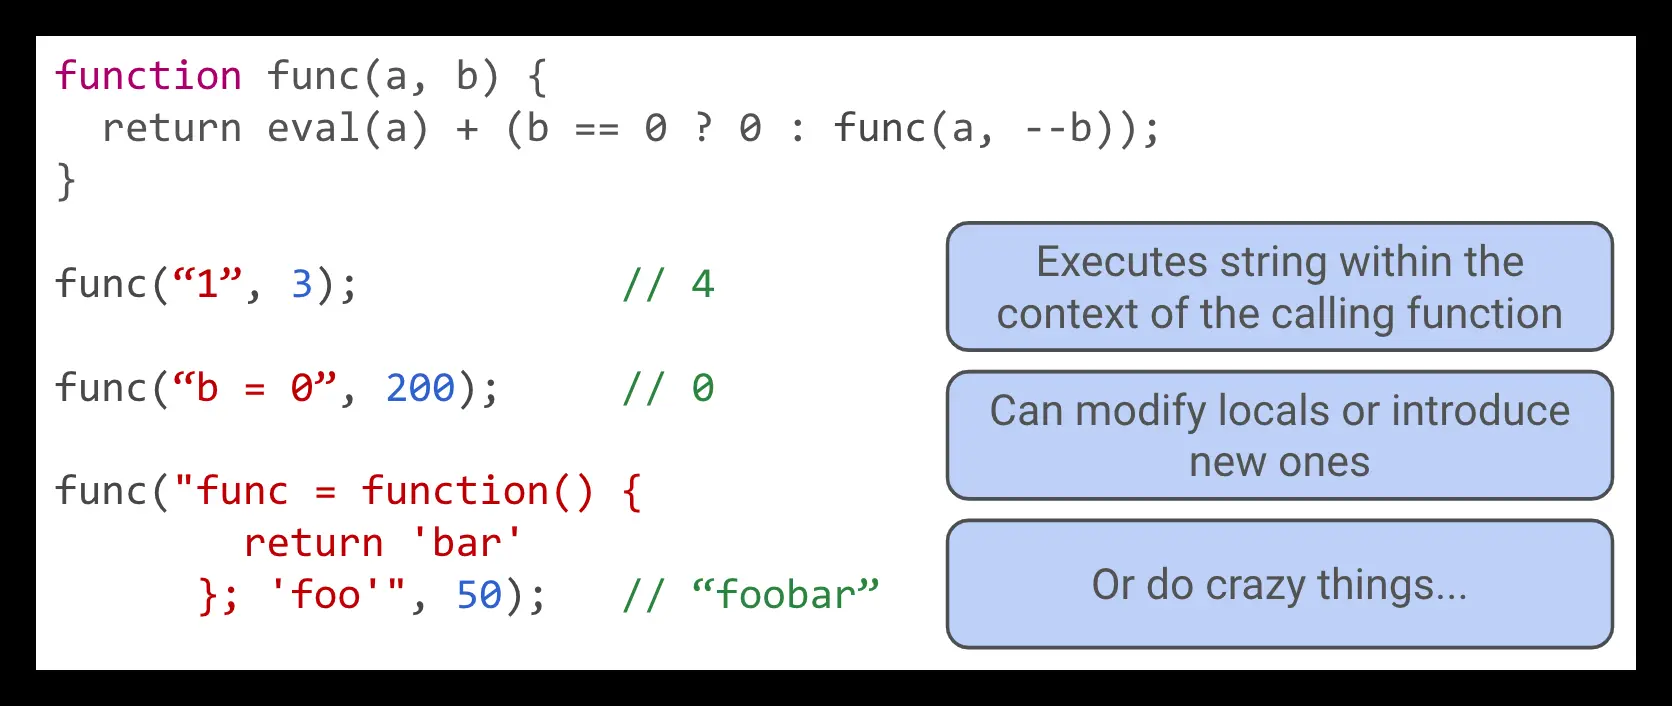 function func(a, b) {
  return eval(a) + (b == 0 ? 0 : func(a, --b));
}
func(“1”, 3);            // 4
func(“b = 0”, 200);      // 0
func("func = function() {
        return 'bar'
      }; 'foo'", 50);    // “foobar”
Executes string within the
context of the calling function
Can modify locals or introduce
new ones
Or do crazy things...